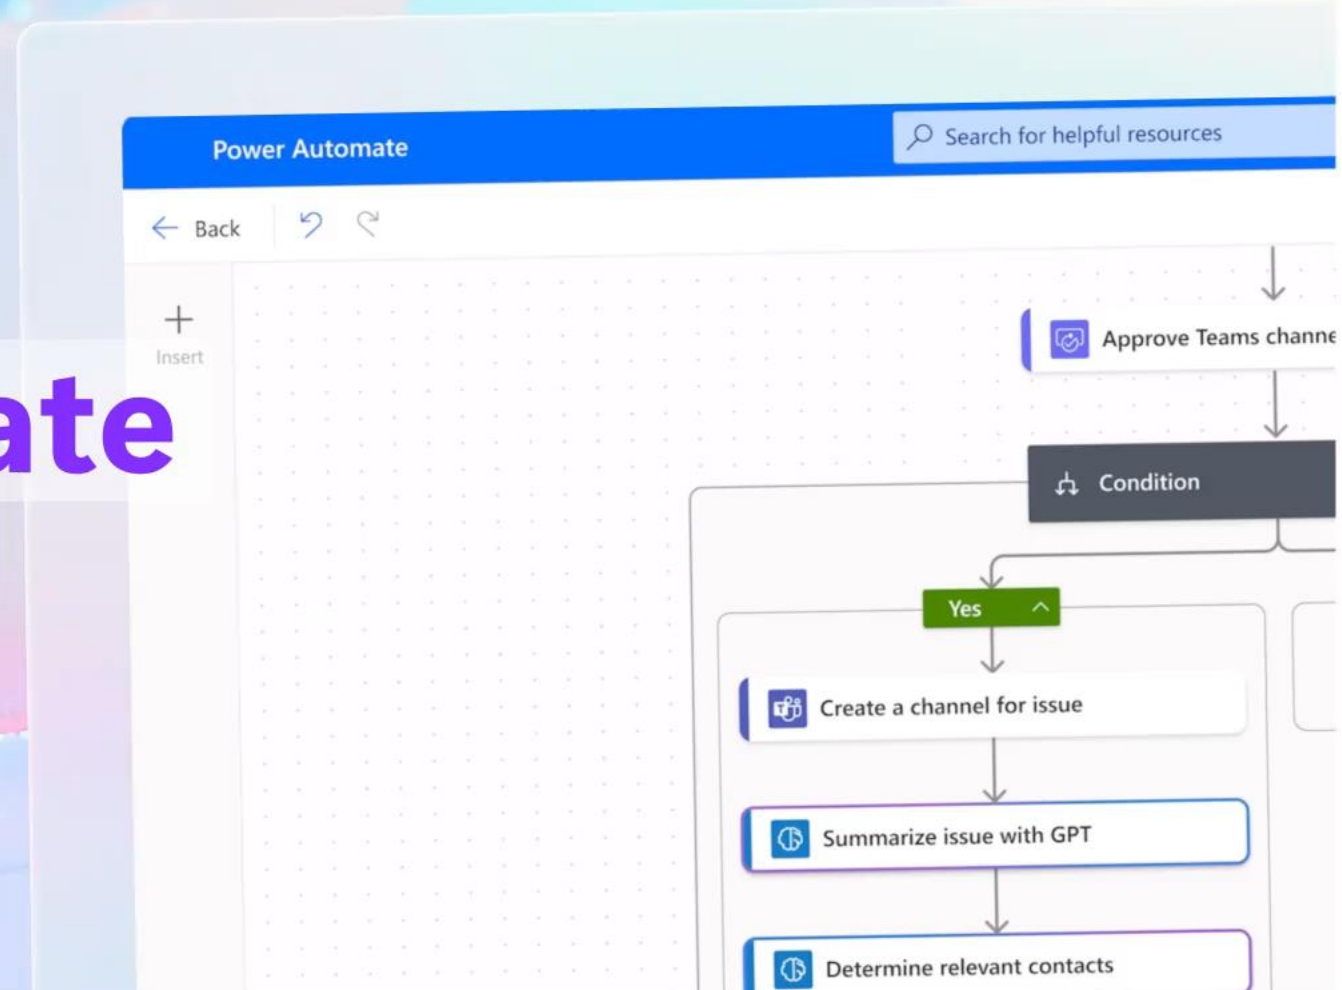 Power Automate
Search for helpful resources
Back
Insert
ate
Approve Teams channe
Condition
Yes
Create a channel for issue
Summarize issue with GPT
Determine relevant contacts